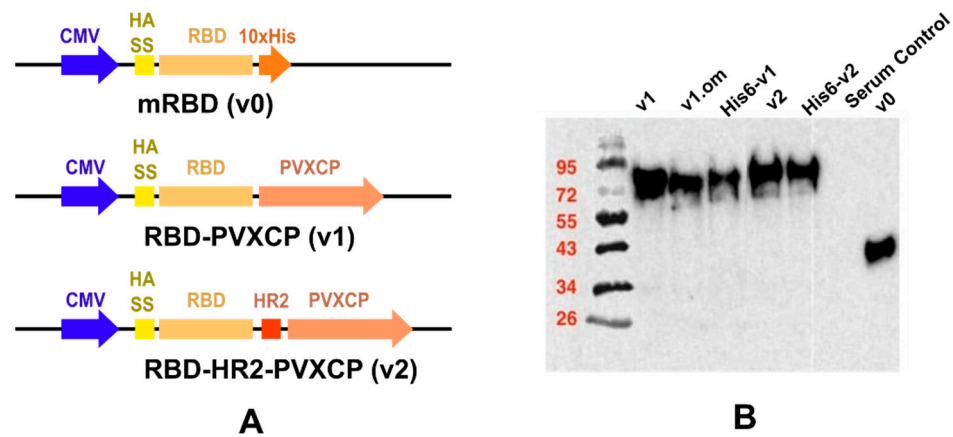 HA
CMV SS RBD 10xHis
mRBD (v0)
HA
CMV SS RBD PVXCP
RBD-PVXCP (v1)
HA
CMV SS RBD HR2 PVXCP
RBD-HR2-PVXCP (v2)
A
v1 v1.om His6-v1 v2 His6-v2 Serum Control v0
95
72
55
43
34
26
B